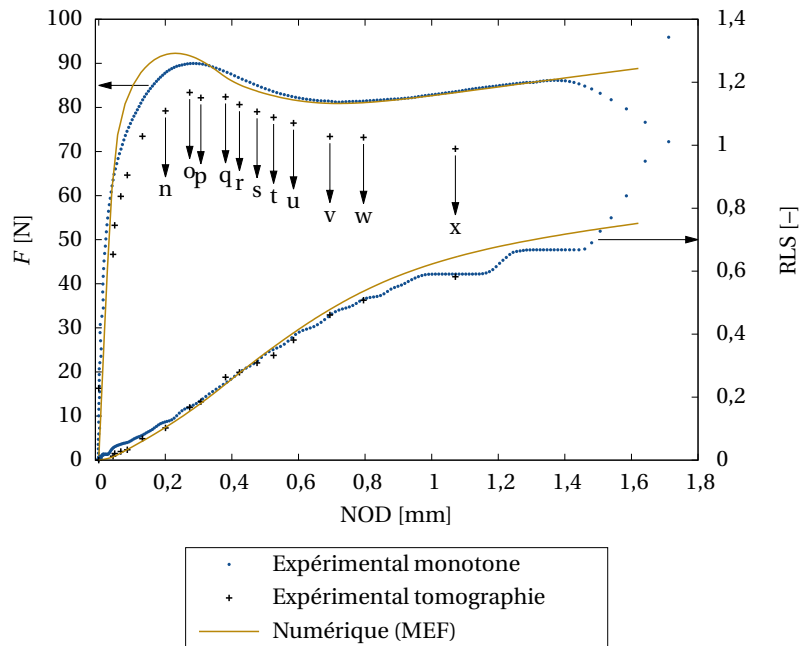 100
90
80
70
60
50
40
30
20
10
0
F [N]
1,4
1,2
1
0,8
0,6
0,4
0,2
0
RLS [−]
n
o
p
q
r
s
t
u
v
w
x
0 0,2 0,4 0,6 0,8 1 1,2 1,4 1,6 1,8
NOD [mm]
Expérimental monotone
Expérimental tomographie
Numérique (MEF)